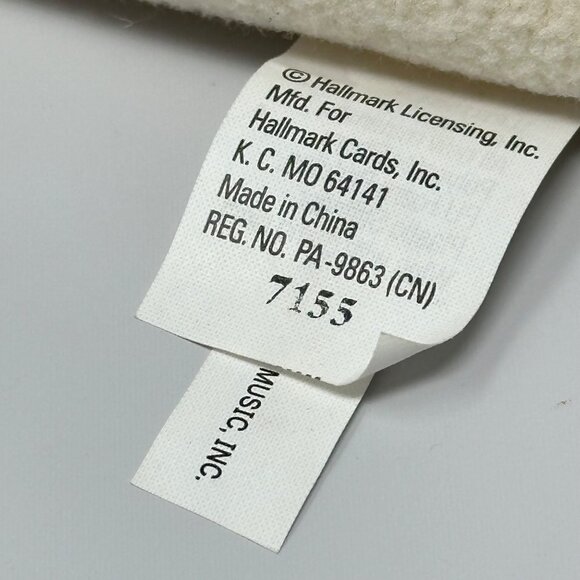 © Hallmark Licensing, Inc.
Mfd. For
Hallmark Cards, Inc.
K. C. MO 64141
Made in China
REG. NO. PA-9863 (CN)
7155
MUSIC, INC.